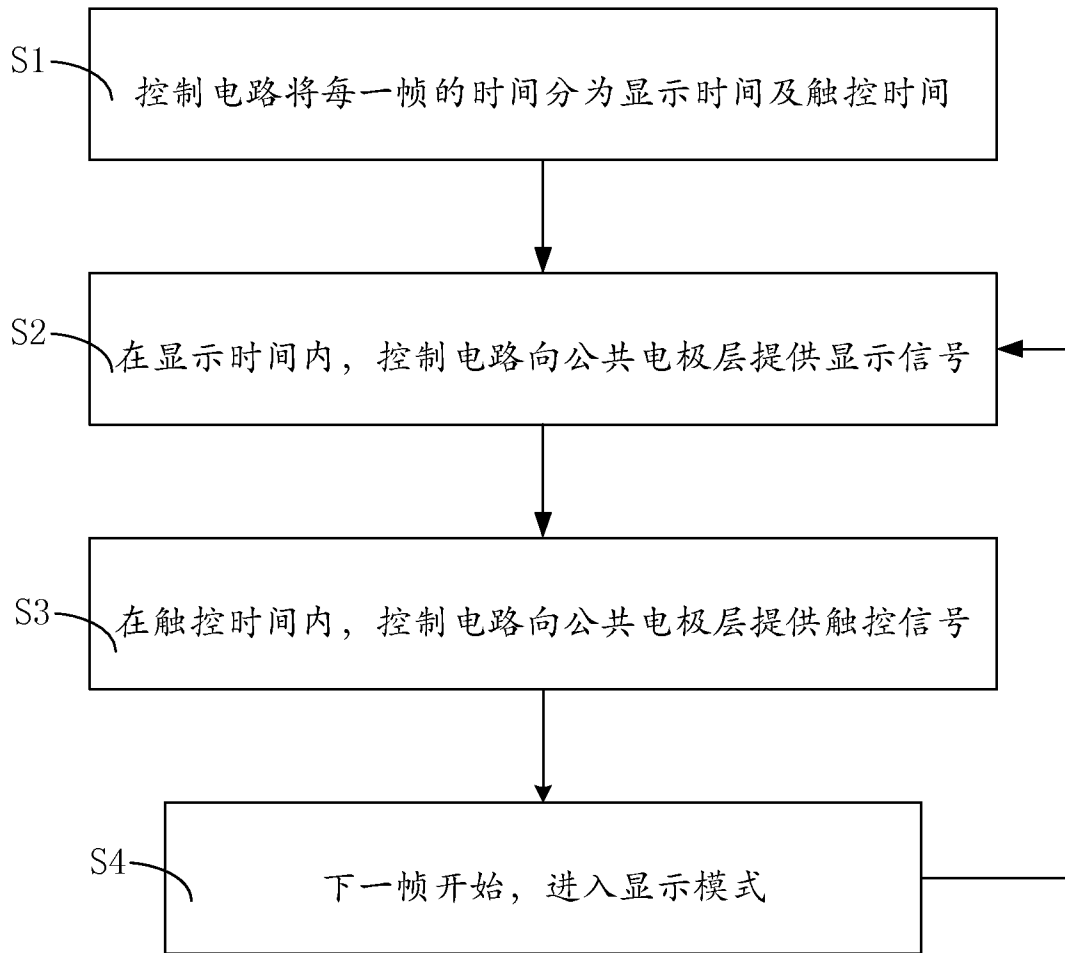 S1
控制电路将每一帧的时间分为显示时间及触控时间
S2
在显示时间内，控制电路向公共电极层提供显示信号
S3
在触控时间内，控制电路向公共电极层提供触控信号
S4
下一帧开始，进入显示模式